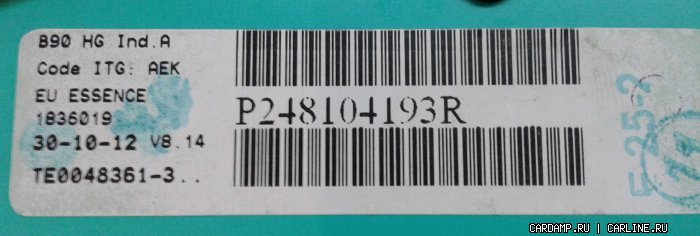 B90 HG Ind.A
Code ITG: AEK
EU ESSENCE
1836019
30-10-12 V8.14
TE0048361-3..
P248104193R
E-25-2
CARDAMP.RU | CARLINE.RU